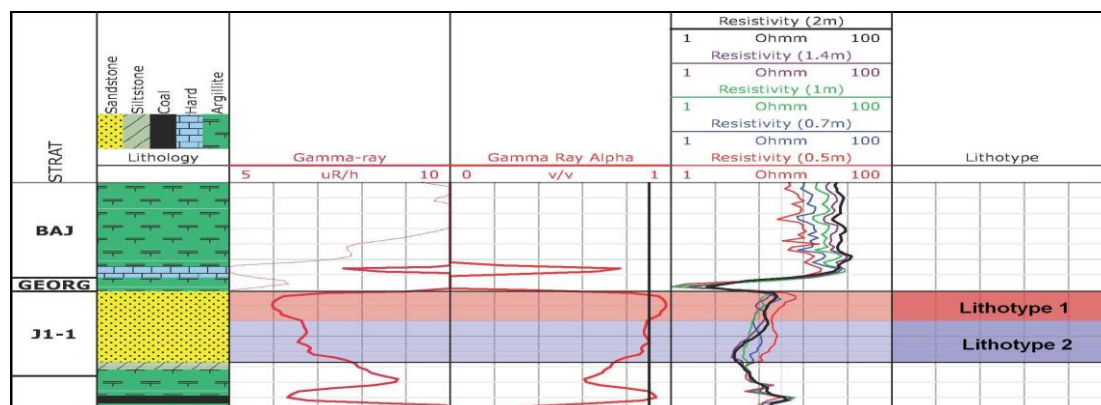 Resistivity (2m)
1 Ohmm 100
Resistivity (1.4m)
1 Ohmm 100
Resistivity (1m)
1 Ohmm 100
Resistivity (0.7m)
1 Ohmm 100
Resistivity (0.5m)
1 Ohmm 100
Sandstone
Siltstone
Coal
Hard
Argillite
STRAT
Lithology
Gamma-ray
5 uR/h 10
Gamma Ray Alpha
0 v/v 1
Lithotype
BAJ
GEORG
J1-1
Lithotype 1
Lithotype 2